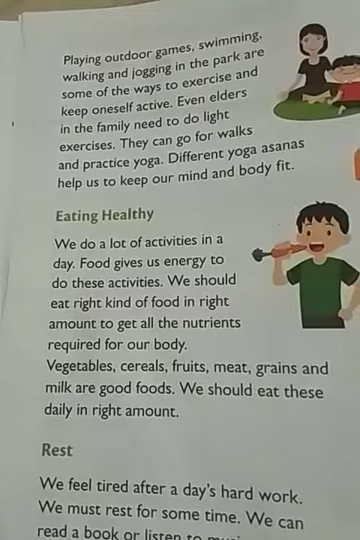 Playing outdoor games, swimming,
walking and jogging in the park are
some of the ways to exercise and
keep oneself active. Even elders
in the family need to do light
exercises. They can go for walks
and practice yoga. Different yoga asanas
help us to keep our mind and body fit.
Eating Healthy
We do a lot of activities in a
day. Food gives us energy to
do these activities. We should
eat right kind of food in right
amount to get all the nutrients
required for our body.
Vegetables, cereals, fruits, meat, grains and
milk are good foods. We should eat these
daily in right amount.
Rest
We feel tired after a day's hard work.
We must rest for some time. We can
read a book or listen to